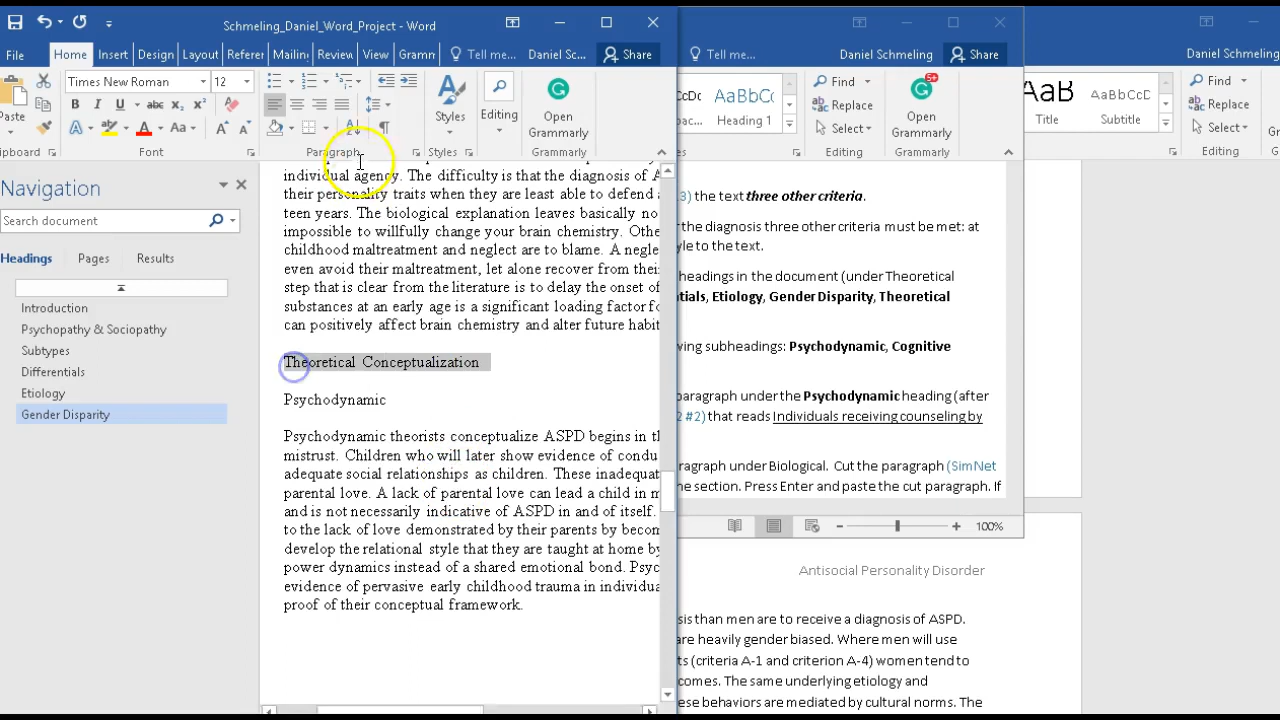 Schmeling_Daniel_Word_Project - Word
File Home Insert Design Layout Referer Mailin Review View Gramn Tell me... Daniel Sc... Share
Tell me... Daniel Schmeling Share
Daniel Schmeling
Paste
Times New Roman 12
B I U abc X₂ X² A Aa A A
Styles Editing Open Grammarly
CcDc AaBbCc
pac... Heading 1
Find
Replace
Select
Open Grammarly
AaB AaBbCcD
Title Subtitle
Find
Replace
Select
pboard Font Paragraph Styles Grammarly
Styles Editing Grammarly
Styles Editing
Navigation
Search document
Headings Pages Results
Introduction
Psychopathy & Sociopathy
Subtypes
Differentials
Etiology
Gender Disparity
individual agency. The difficulty is that the diagnosis of A
their personality traits when they are least able to defend
teen years. The biological explanation leaves basically no
impossible to willfully change your brain chemistry. Othe
childhood maltreatment and neglect are to blame. A negle
even avoid their maltreatment, let alone recover from their
step that is clear from the literature is to delay the onset of
substances at an early age is a significant loading factor fo
can positively affect brain chemistry and alter future habit
Theoretical Conceptualization
Psychodynamic
Psychodynamic theorists conceptualize ASPD begins in th
mistrust. Children who will later show evidence of condu
adequate social relationships as children. These inadequat
parental love. A lack of parental love can lead a child in m
and is not necessarily indicative of ASPD in and of itself.
to the lack of love demonstrated by their parents by becom
develop the relational style that they are taught at home by
power dynamics instead of a shared emotional bond. Psyc
evidence of pervasive early childhood trauma in individua
proof of their conceptual framework.
3) the text three other criteria.
r the diagnosis three other criteria must be met: at
tyle to the text.
headings in the document (under Theoretical
tials, Etiology, Gender Disparity, Theoretical
ving subheadings: Psychodynamic, Cognitive
paragraph under the Psychodynamic heading (after
2 #2) that reads Individuals receiving counseling by
ragraph under Biological. Cut the paragraph (SimNet
the section. Press Enter and paste the cut paragraph. If
100%
Antisocial Personality Disorder
sis than men are to receive a diagnosis of ASPD.
are heavily gender biased. Where men will use
ts (criteria A-1 and criterion A-4) women tend to
comes. The same underlying etiology and
ese behaviors are mediated by cultural norms. The